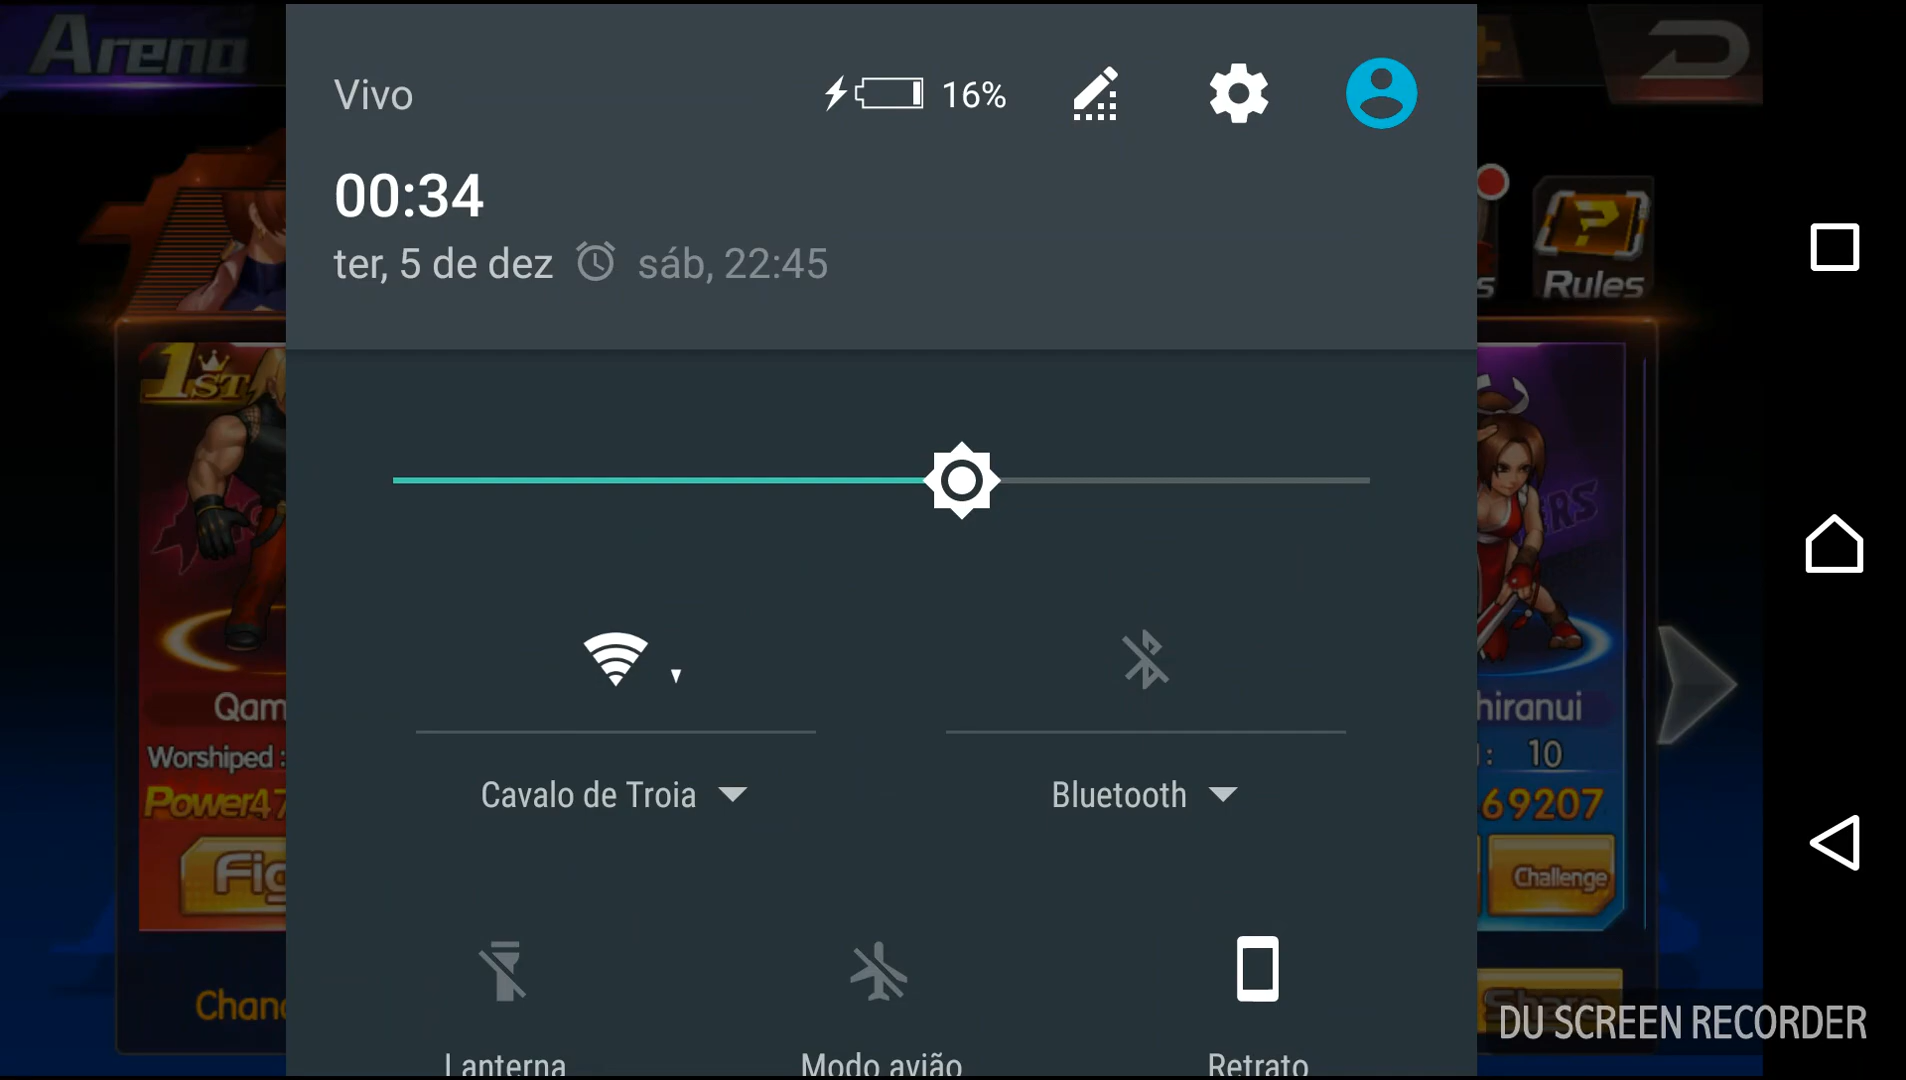 Arena
Vivo
16%
00:34
ter, 5 de dez
sáb, 22:45
Rules
1ST
Cavalo de Troia
Bluetooth
Qam
hiranui
Worshiped :
: 10
Power47
69207
Fig
Challenge
Chan
Share
Lanterna
Modo avião
Retrato
DU SCREEN RECORDER